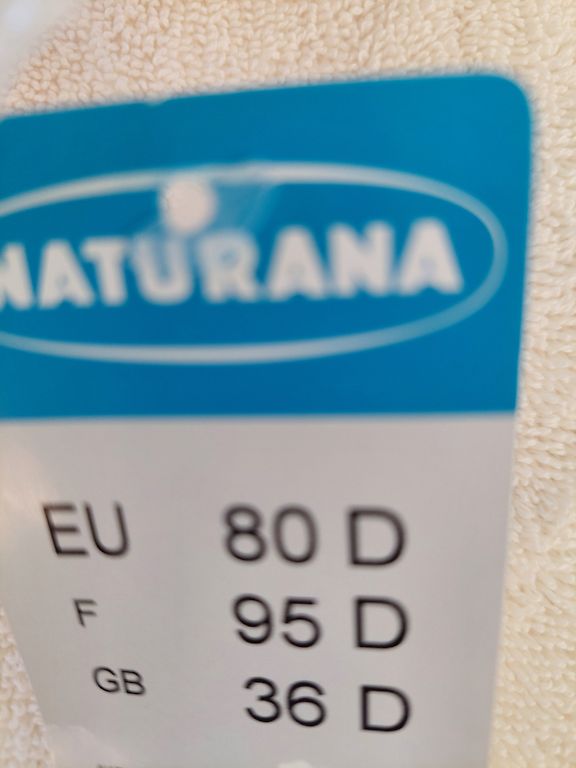 NATURANA
EU 80 D
F 95 D
GB 36 D